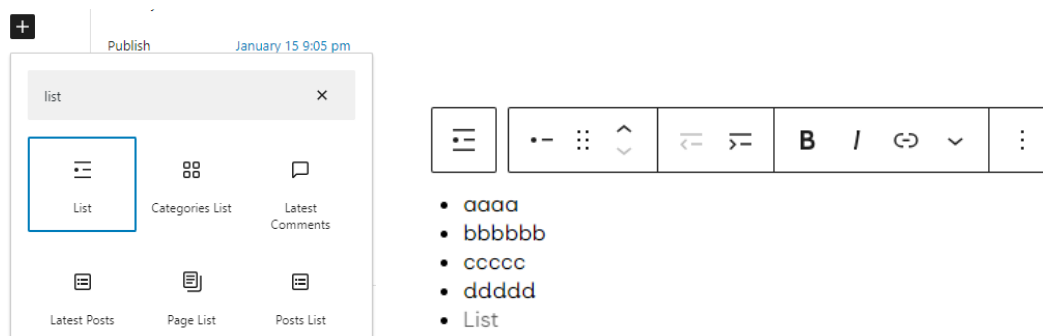 Publish January 15 9:05 pm
list
List Categories List Latest
Comments
Latest Posts Page List Posts List
B I
aaaa
bbbbbb
ccccc
ddddd
List